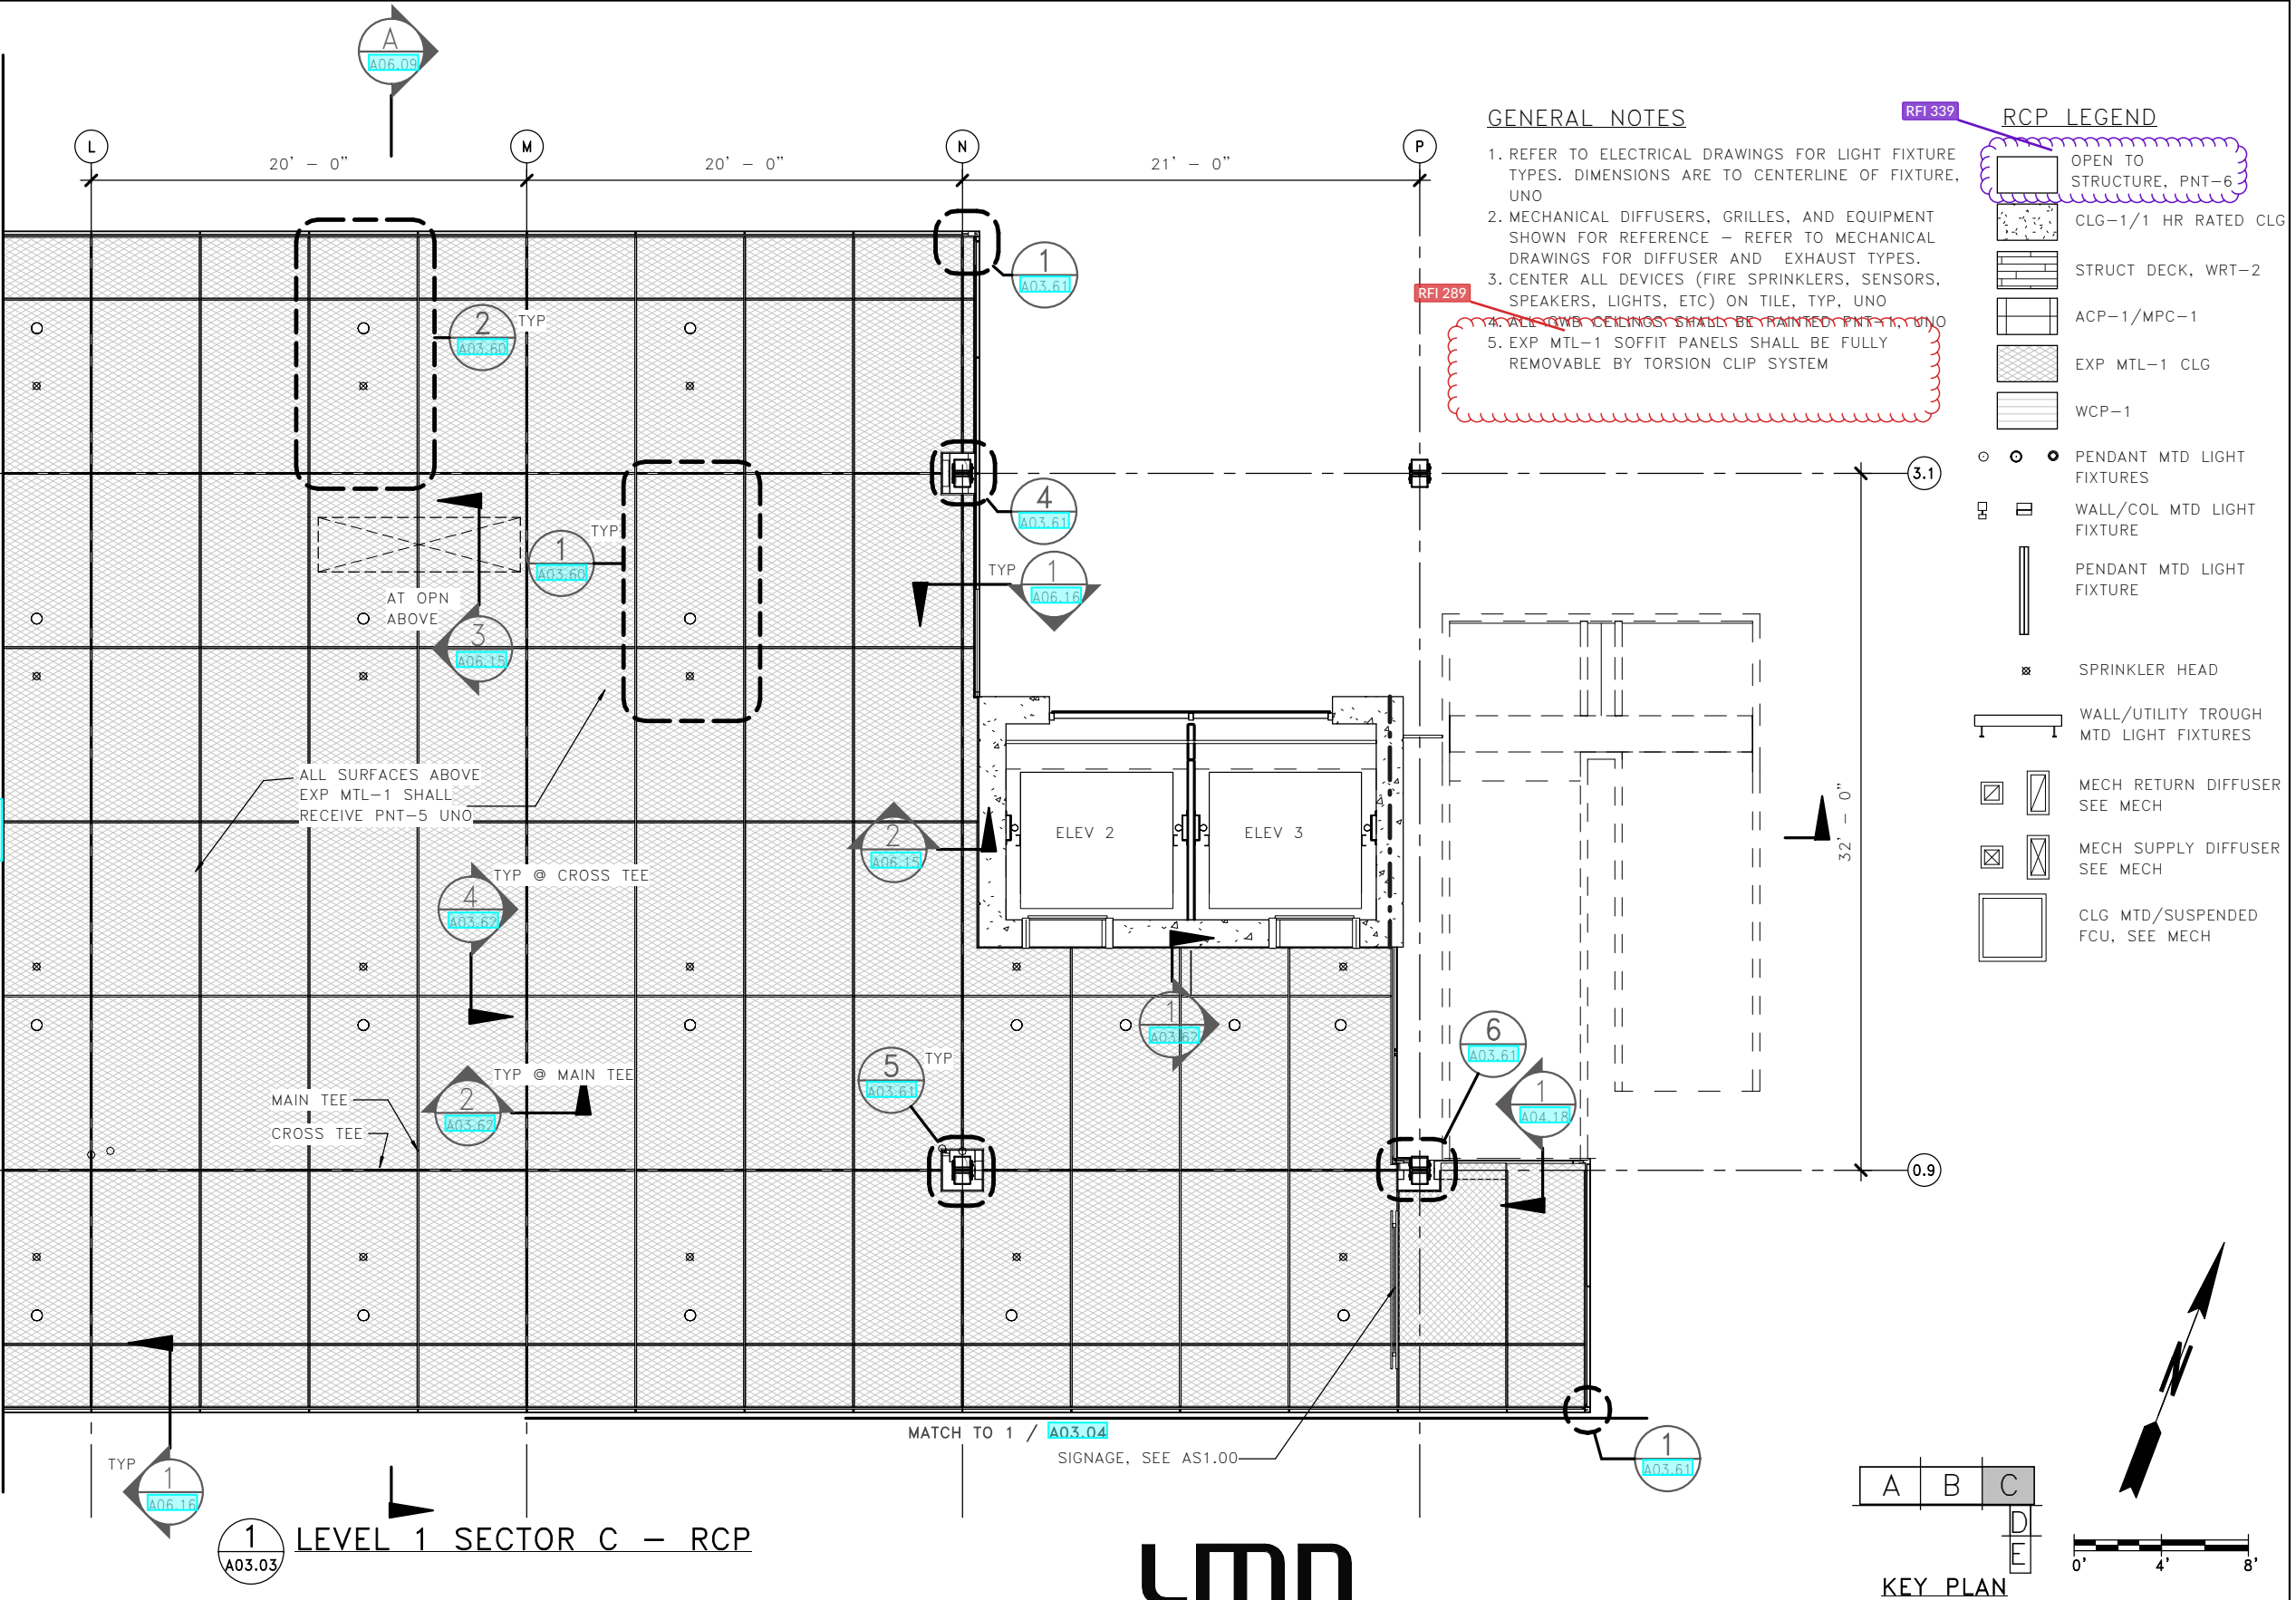 A
A06.09
L
M
N
P
20' - 0"
20' - 0"
21' - 0"
GENERAL NOTES
1. REFER TO ELECTRICAL DRAWINGS FOR LIGHT FIXTURE
TYPES. DIMENSIONS ARE TO CENTERLINE OF FIXTURE,
UNO
2. MECHANICAL DIFFUSERS, GRILLES, AND EQUIPMENT
SHOWN FOR REFERENCE - REFER TO MECHANICAL
DRAWINGS FOR DIFFUSER AND EXHAUST TYPES.
3. CENTER ALL DEVICES (FIRE SPRINKLERS, SENSORS,
SPEAKERS, LIGHTS, ETC) ON TILE, TYP, UNO
4. ALL GWB CEILINGS SHALL BE PAINTED PNT-1, UNO
5. EXP MTL-1 SOFFIT PANELS SHALL BE FULLY
REMOVABLE BY TORSION CLIP SYSTEM
RFI 289
RFI 339
RCP LEGEND
OPEN TO
STRUCTURE, PNT-6
CLG-1/1 HR RATED CLG
STRUCT DECK, WRT-2
ACP-1/MPC-1
EXP MTL-1 CLG
WCP-1
PENDANT MTD LIGHT
FIXTURES
WALL/COL MTD LIGHT
FIXTURE
PENDANT MTD LIGHT
FIXTURE
SPRINKLER HEAD
WALL/UTILITY TROUGH
MTD LIGHT FIXTURES
MECH RETURN DIFFUSER
SEE MECH
MECH SUPPLY DIFFUSER
SEE MECH
CLG MTD/SUSPENDED
FCU, SEE MECH
1
A03.61
2
A03.60
TYP
4
A03.61
3.1
1
A03.60
TYP
TYP
1
A06.16
AT OPN
ABOVE
3
A06.15
ALL SURFACES ABOVE
EXP MTL-1 SHALL
RECEIVE PNT-5 UNO
2
A06.15
ELEV 2
ELEV 3
32' - 0"
4
A03.62
TYP @ CROSS TEE
1
A03.62
5
A03.61
TYP
6
A03.61
2
A03.62
TYP @ MAIN TEE
MAIN TEE
CROSS TEE
1
A04.18
0.9
MATCH TO 1 / A03.04
SIGNAGE, SEE AS1.00
1
A03.61
TYP
1
A06.16
1
A03.03
LEVEL 1 SECTOR C - RCP
LMN
A B C
D
E
KEY PLAN
N
0' 4' 8'